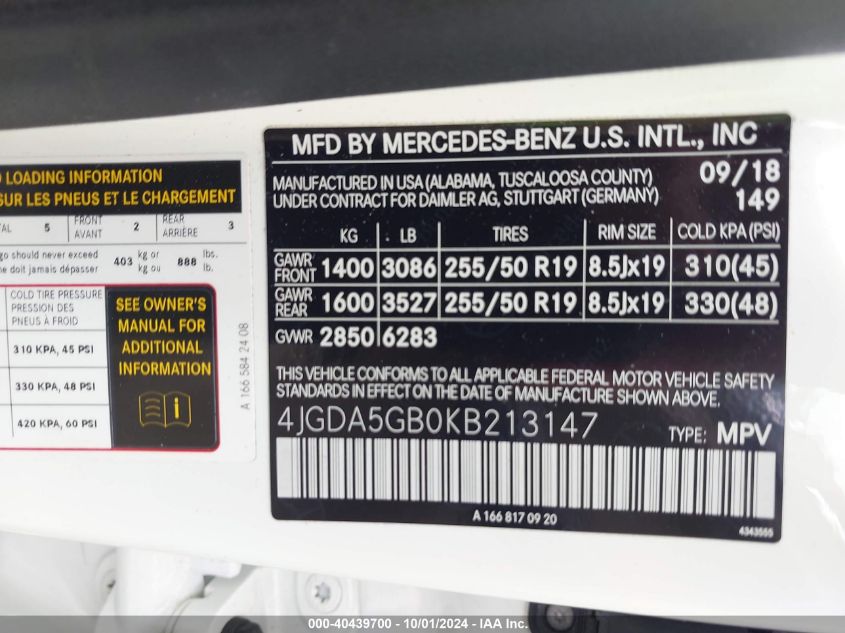 LOADING INFORMATION
SUR LES PNEUS ET LE CHARGEMENT
5 FRONT AVANT 2 REAR ARRIÈRE 3
go should never exceed 403 kg or 888 lbs.
ne doit jamais dépasser kg ou lb.
COLD TIRE PRESSURE
PRESSION DES
PNEUS À FROID
310 KPA, 45 PSI
330 KPA, 48 PSI
420 KPA, 60 PSI
SEE OWNER'S
MANUAL FOR
ADDITIONAL
INFORMATION
A 166 584 24 08
MFD BY MERCEDES-BENZ U.S. INTL., INC
MANUFACTURED IN USA (ALABAMA, TUSCALOOSA COUNTY) 09/18
UNDER CONTRACT FOR DAIMLER AG, STUTTGART (GERMANY) 149
KG LB TIRES RIM SIZE COLD KPA (PSI)
GAWR FRONT 1400 3086 255/50 R19 8.5Jx19 310(45)
GAWR REAR 1600 3527 255/50 R19 8.5Jx19 330(48)
GVWR 2850 6283
THIS VEHICLE CONFORMS TO ALL APPLICABLE FEDERAL MOTOR VEHICLE SAFETY
STANDARDS IN EFFECT ON THE DATE OF MANUFACTURE SHOWN ABOVE.
4JGDA5GB0KB213147 TYPE: MPV
A 166 817 09 20
4343555
000-40439700 - 10/01/2024 - IAA Inc.